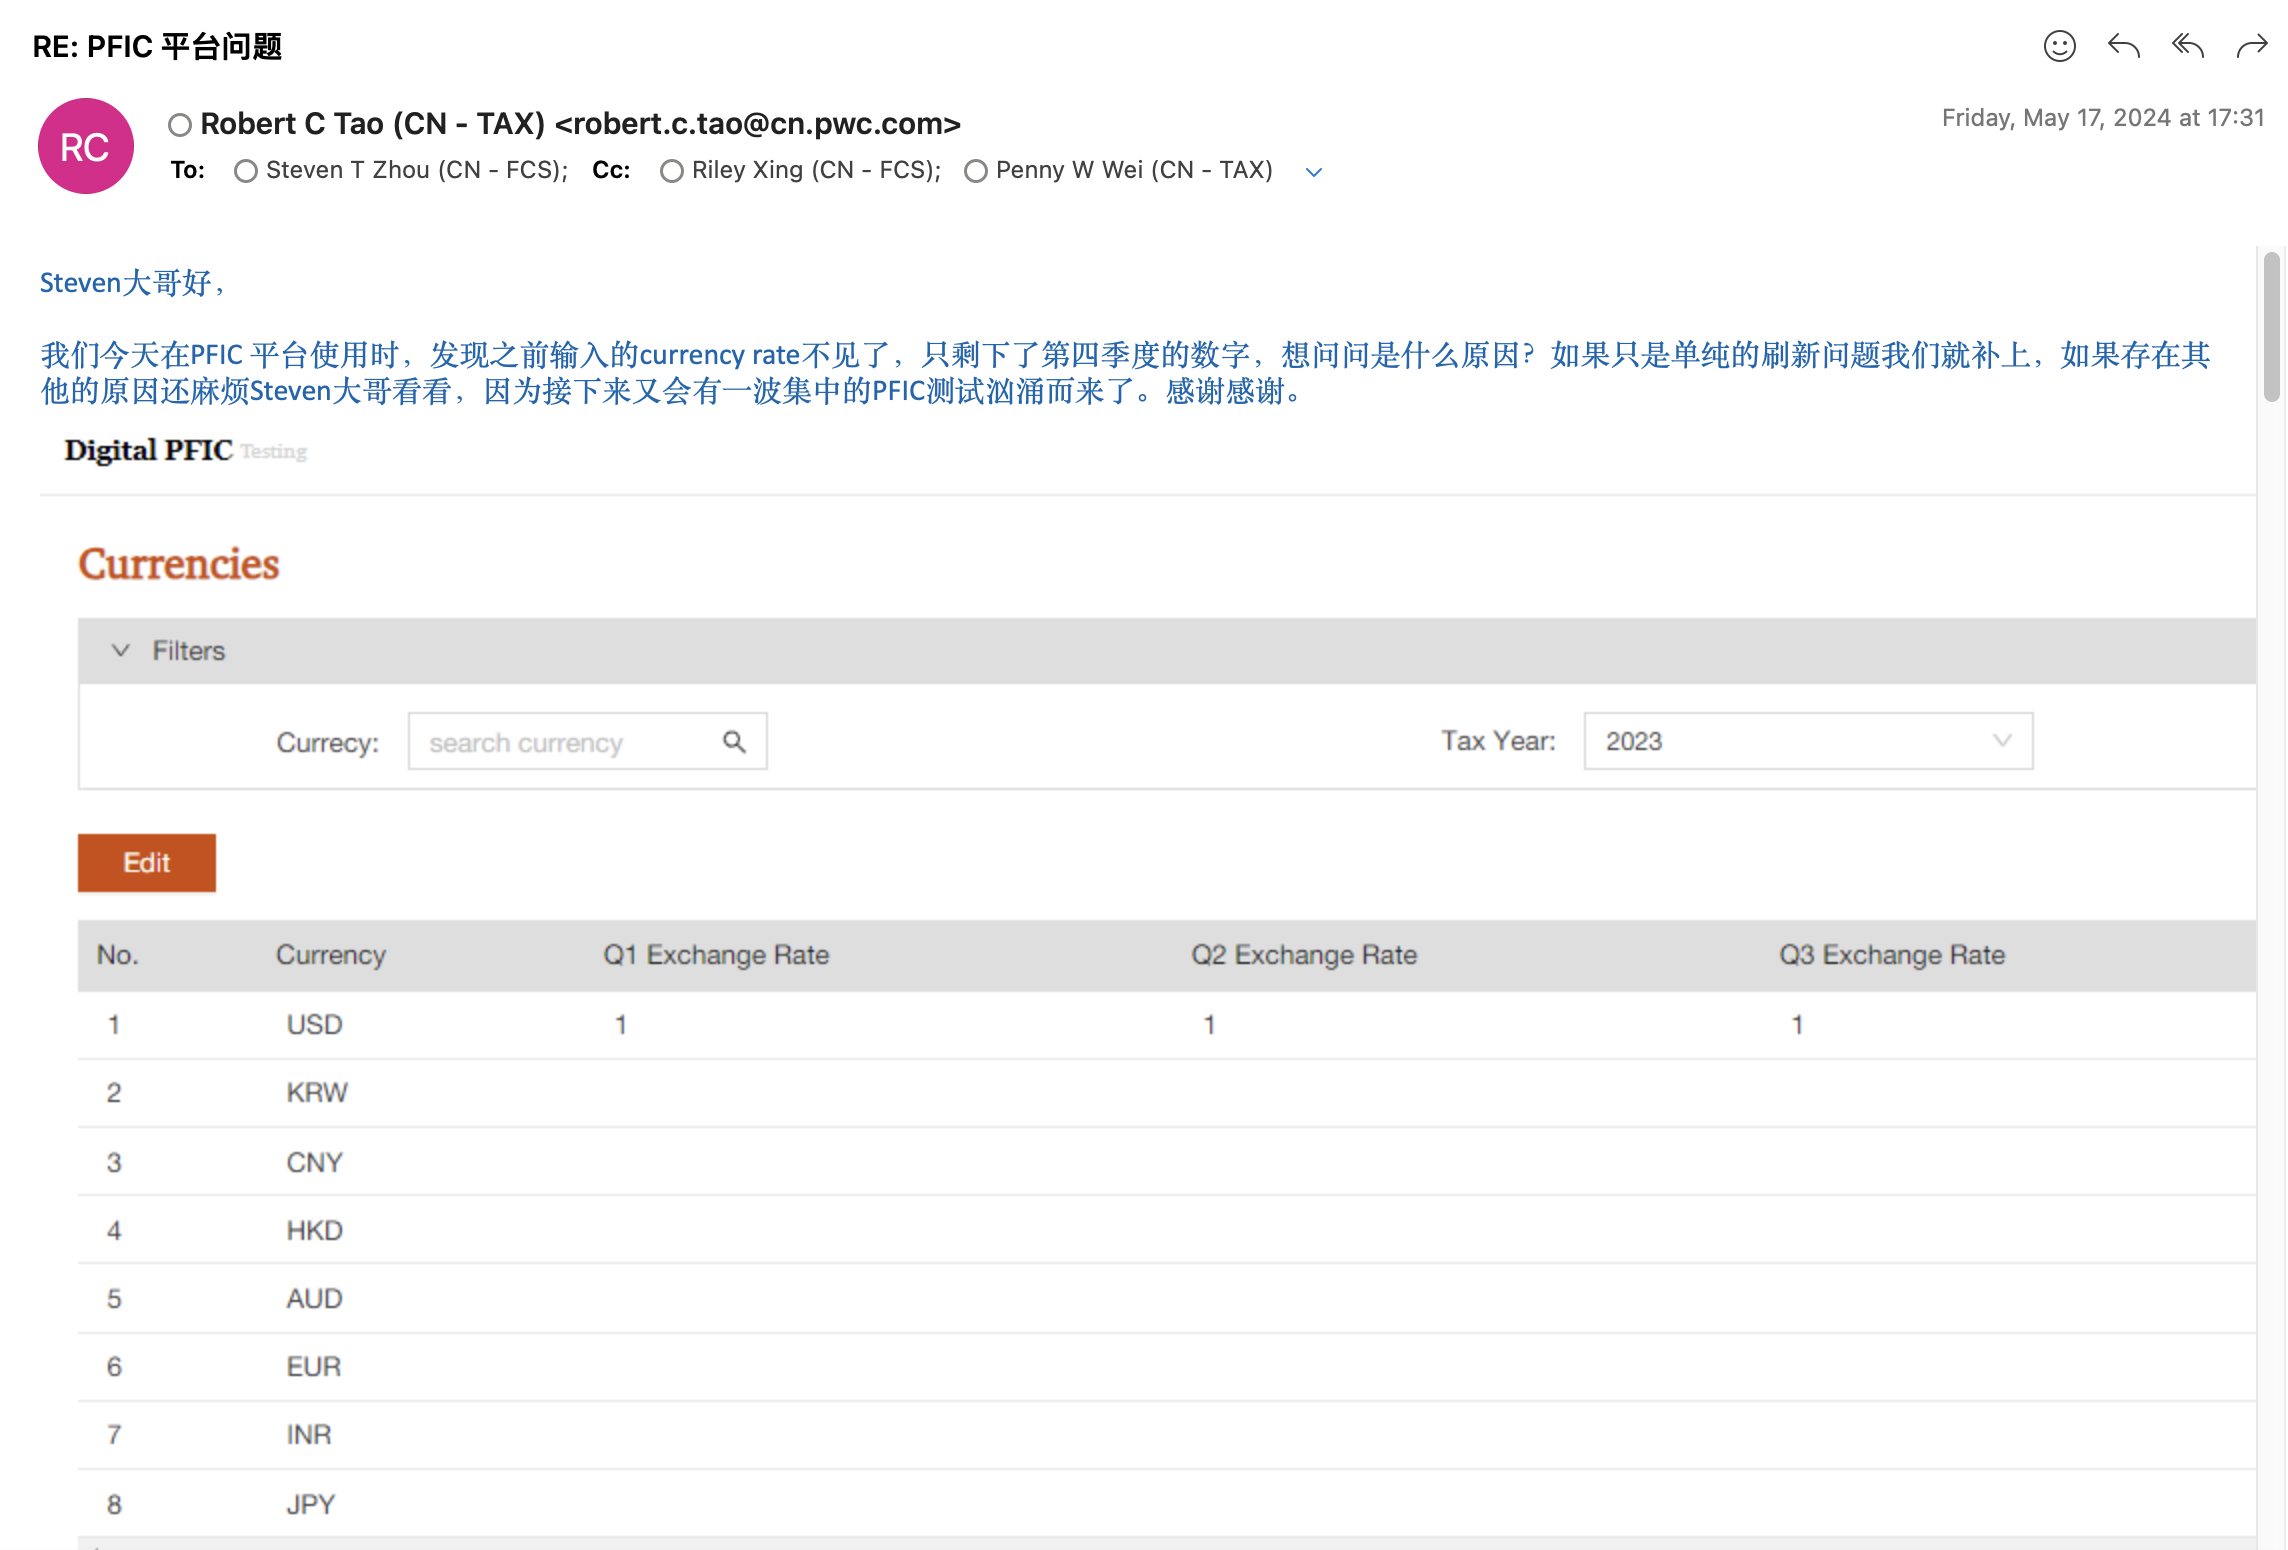 RE: PFIC 平台问题
RC
Robert C Tao (CN - TAX) <robert.c.tao@cn.pwc.com>
Friday, May 17, 2024 at 17:31
To: Steven T Zhou (CN - FCS); Cc: Riley Xing (CN - FCS); Penny W Wei (CN - TAX)
Steven大哥好，
我们今天在PFIC 平台使用时，发现之前输入的currency rate不见了，只剩下了第四季度的数字，想问问是什么原因？如果只是单纯的刷新问题我们就补上，如果存在其
他的原因还麻烦Steven大哥看看，因为接下来又会有一波集中的PFIC测试汹涌而来了。感谢感谢。
Digital PFIC Testing
Currencies
Filters
Currecy: search currency Tax Year: 2023
Edit
No. Currency Q1 Exchange Rate Q2 Exchange Rate Q3 Exchange Rate
1 USD 1 1 1
2 KRW
3 CNY
4 HKD
5 AUD
6 EUR
7 INR
8 JPY